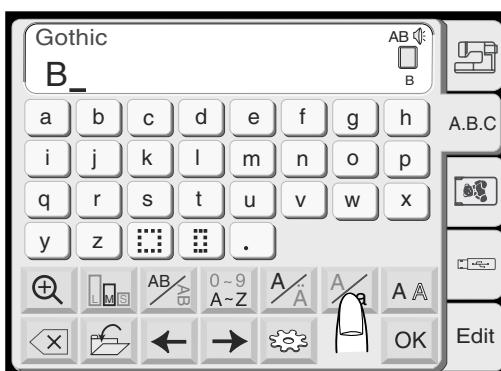 Gothic
AB
B_
B
a b c d e f g h
A.B.C
i j k l m n o p
q r s t u v w x
y z .
L M S
AB/AB
0~9
A~Z
A/Ä
A/a
A A
OK
Edit